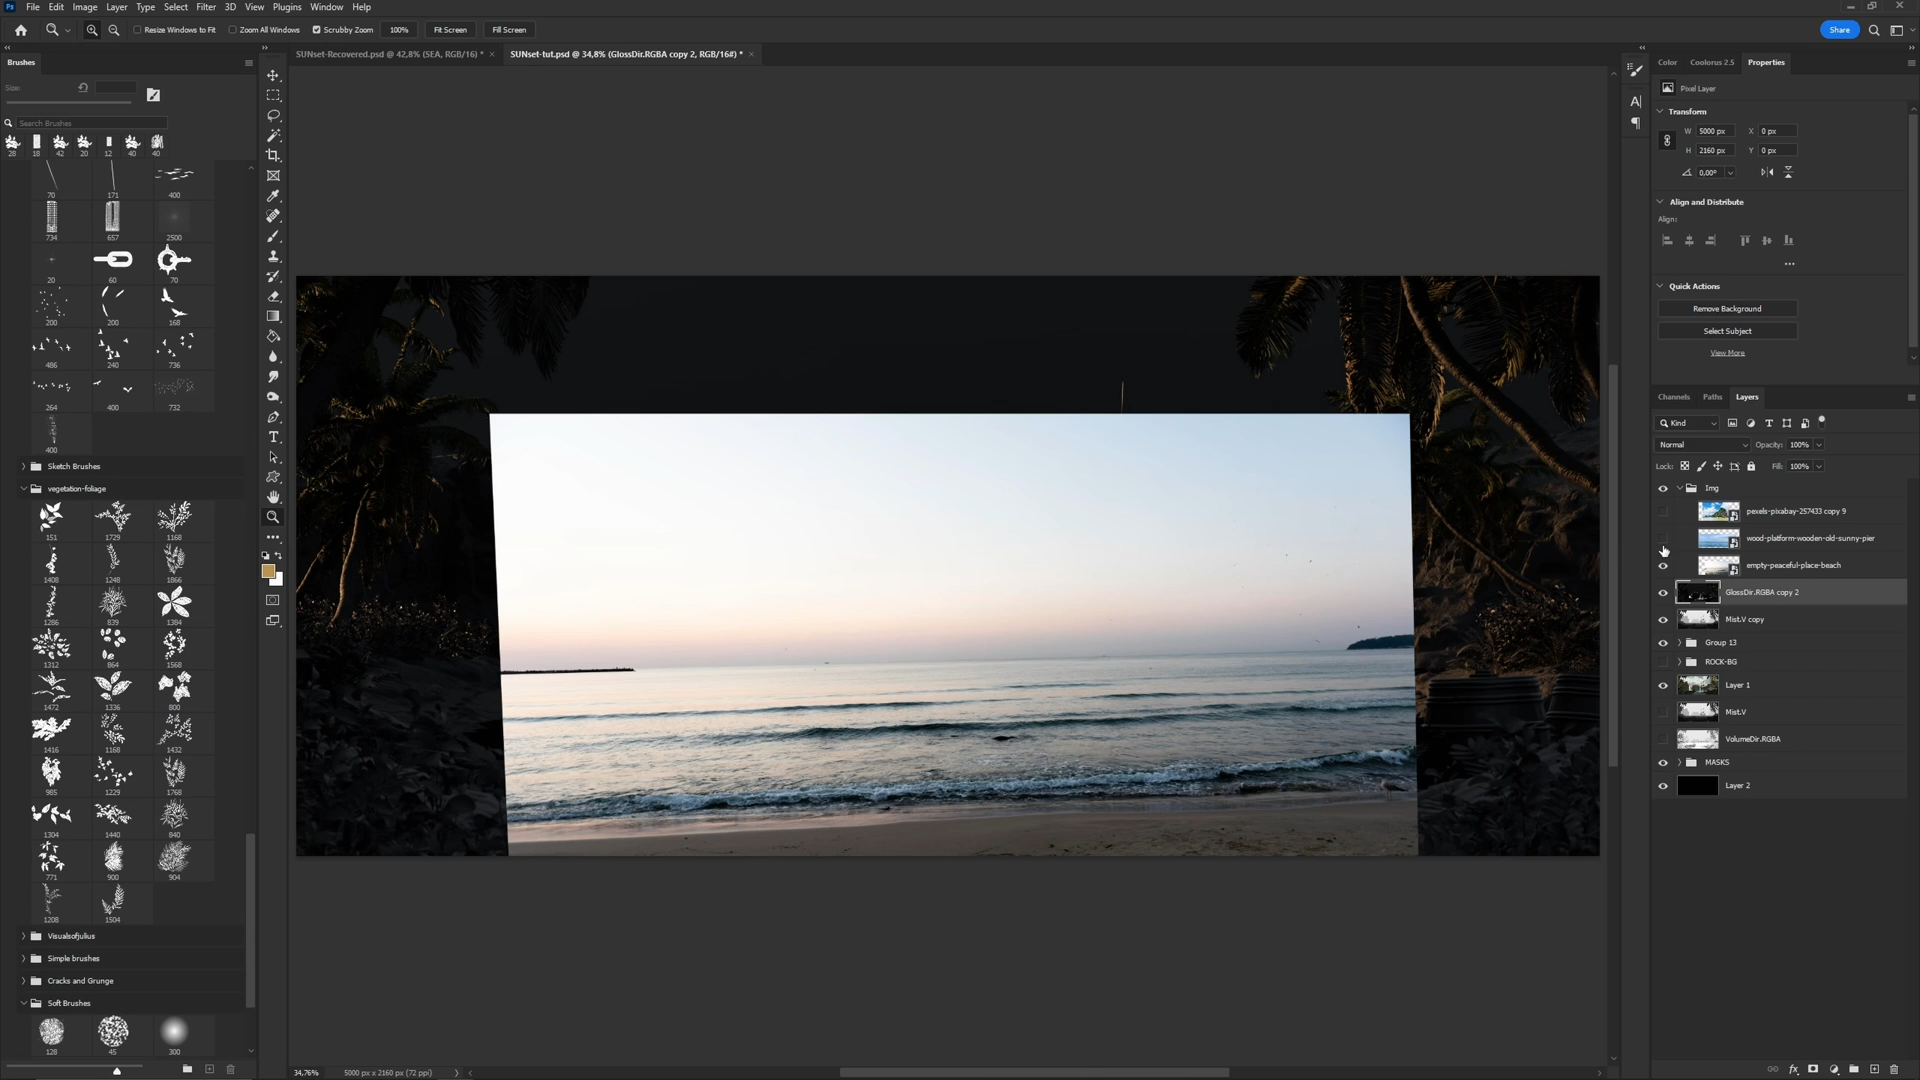 Ps File Edit Image Layer Type Select Filter 3D View Plugins Window Help
Resize Windows to Fit Zoom All Windows Scrubby Zoom 100% Fit Screen Fill Screen Share
SUNset-Recovered.psd @ 42,8% (SEA, RGB/16) *
SUNset-tut.psd @ 34,8% (GlossDir.RGBA copy 2, RGB/16#) *
Brushes
Size:
Search Brushes
28 18 42 20 12 40 40
70 171 400
734 657 2500
20 60 70
200 200 168
486 240 736
264 400 732
400
Sketch Brushes
vegetation-foliage
151 1729 1168
1408 1248 1866
1286 839 1384
1312 864 1568
1472 1336 800
1416 1168 1432
985 1229 1768
1304 1440 840
771 900 904
1208 1504
Visualsofjulius
Simple brushes
Cracks and Grunge
Soft Brushes
128 45 300
34,76% 5000 px x 2160 px (72 ppi)
Color Coolorus 2.5 Properties
Pixel Layer
Transform
W 5000 px X 0 px
H 2160 px Y 0 px
0,00°
Align and Distribute
Align:
Quick Actions
Remove Background
Select Subject
View More
Channels Paths Layers
Kind
Normal Opacity: 100%
Lock: Fill: 100%
Img
pexels-pixabay-257433 copy 9
wood-platform-wooden-old-sunny-pier
empty-peaceful-place-beach
GlossDir.RGBA copy 2
Mist.V copy
Group 13
ROCK-BG
Layer 1
Mist.V
VolumeDir.RGBA
MASKS
Layer 2